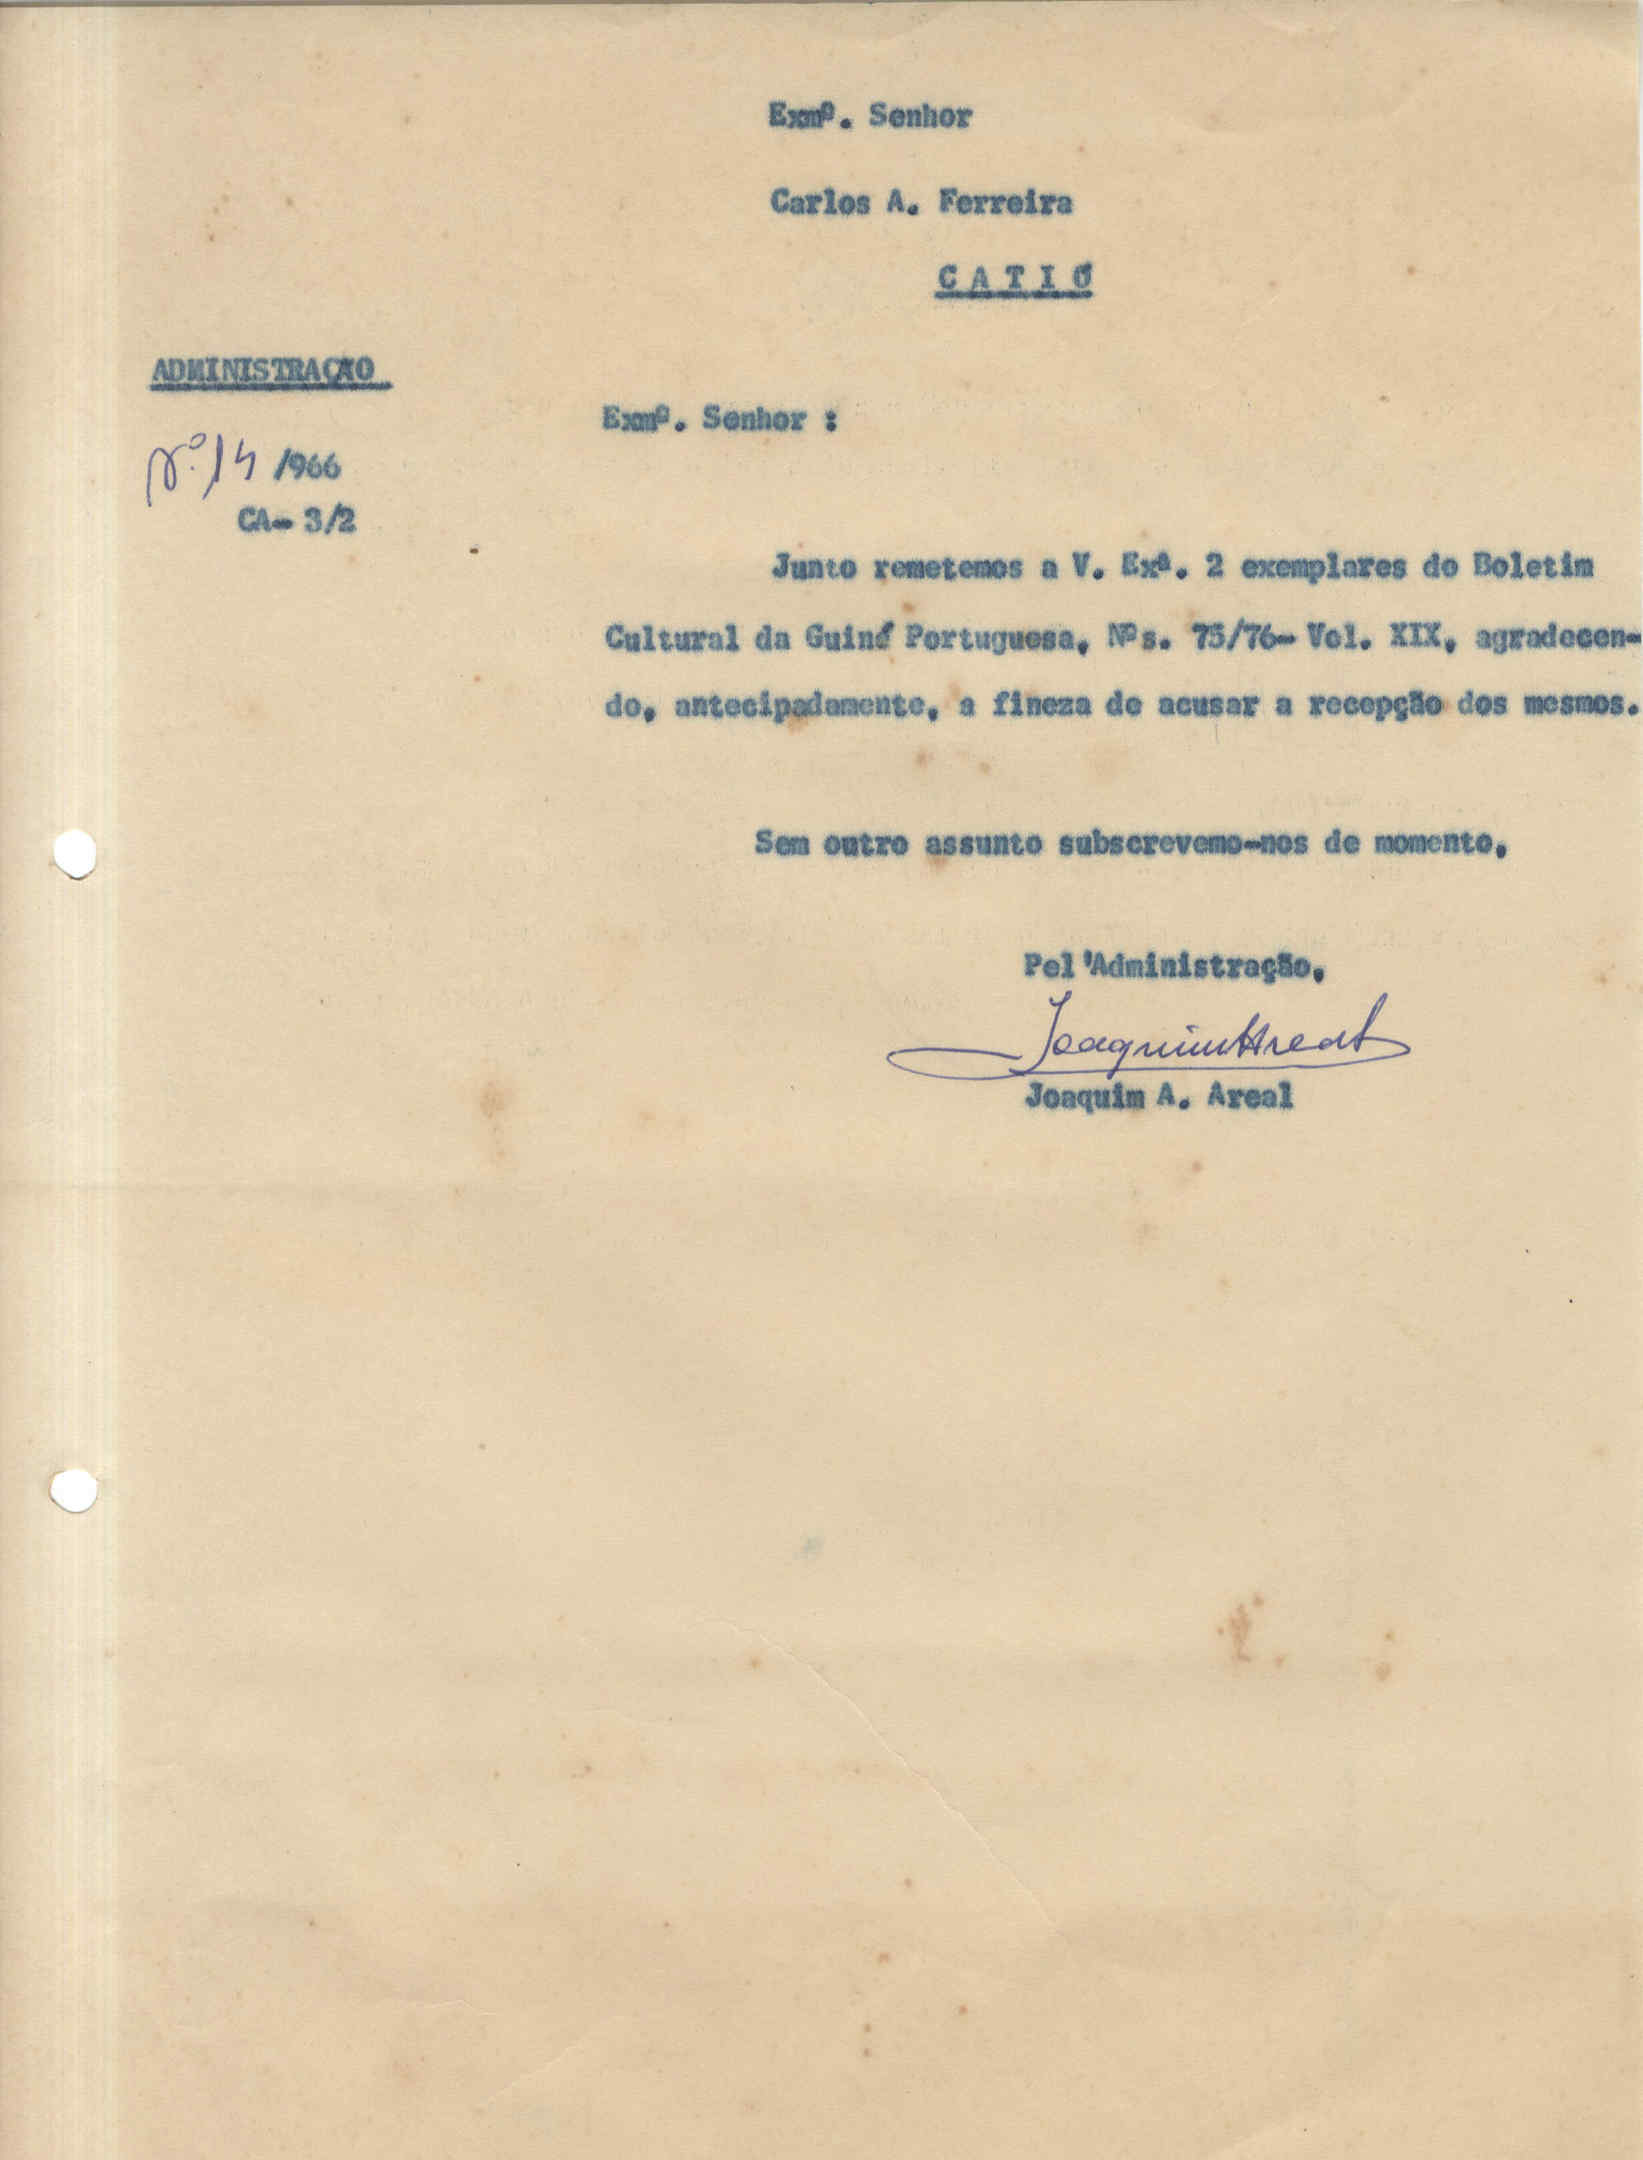 Exmº. Senhor
Carlos A. Ferreira
C A T I Ó
ADMINISTRAÇÃO
Exmº. Senhor :
Nº. 14 /966
CA- 3/2
Junto remetemos a V. Exª. 2 exemplares do Boletim
Cultural da Guiné Portuguesa, Nºs. 75/76- Vol. XIX, agradecen-
do, antecipadamente, a fineza de acusar a recepção dos mesmos.
Sem outro assunto subscrevemo-nos de momento,
Pel'Administração,
Joaquim Areal
Joaquim A. Areal